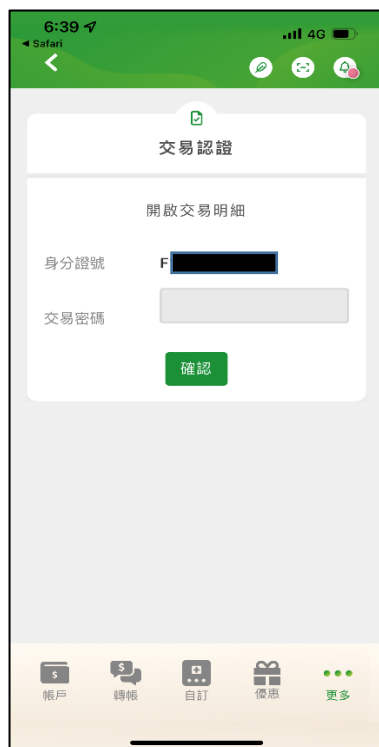 6:39
4G
Safari
交易認證
開啟交易明細
身分證號 F
交易密碼
確認
帳戶 轉帳 自訂 優惠 更多